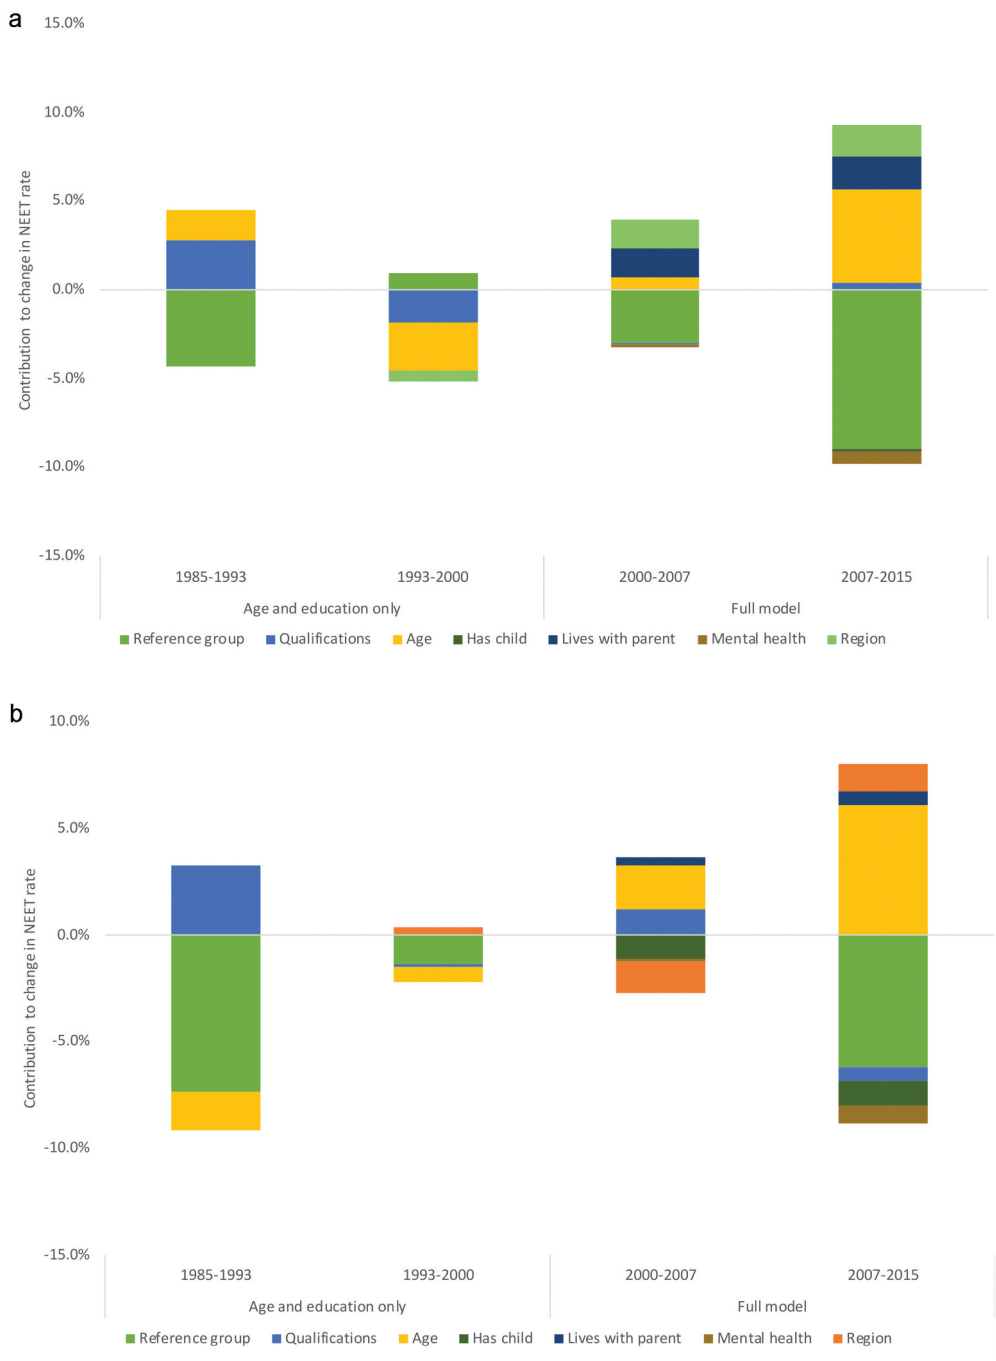 a
15.0%
10.0%
5.0%
0.0%
-5.0%
-10.0%
-15.0%
Contribution to change in NEET rate
1985-1993 1993-2000 2000-2007 2007-2015
Age and education only Full model
Reference group Qualifications Age Has child Lives with parent Mental health Region
b
10.0%
5.0%
0.0%
-5.0%
-10.0%
-15.0%
Contribution to change in NEET rate
1985-1993 1993-2000 2000-2007 2007-2015
Age and education only Full model
Reference group Qualifications Age Has child Lives with parent Mental health Region